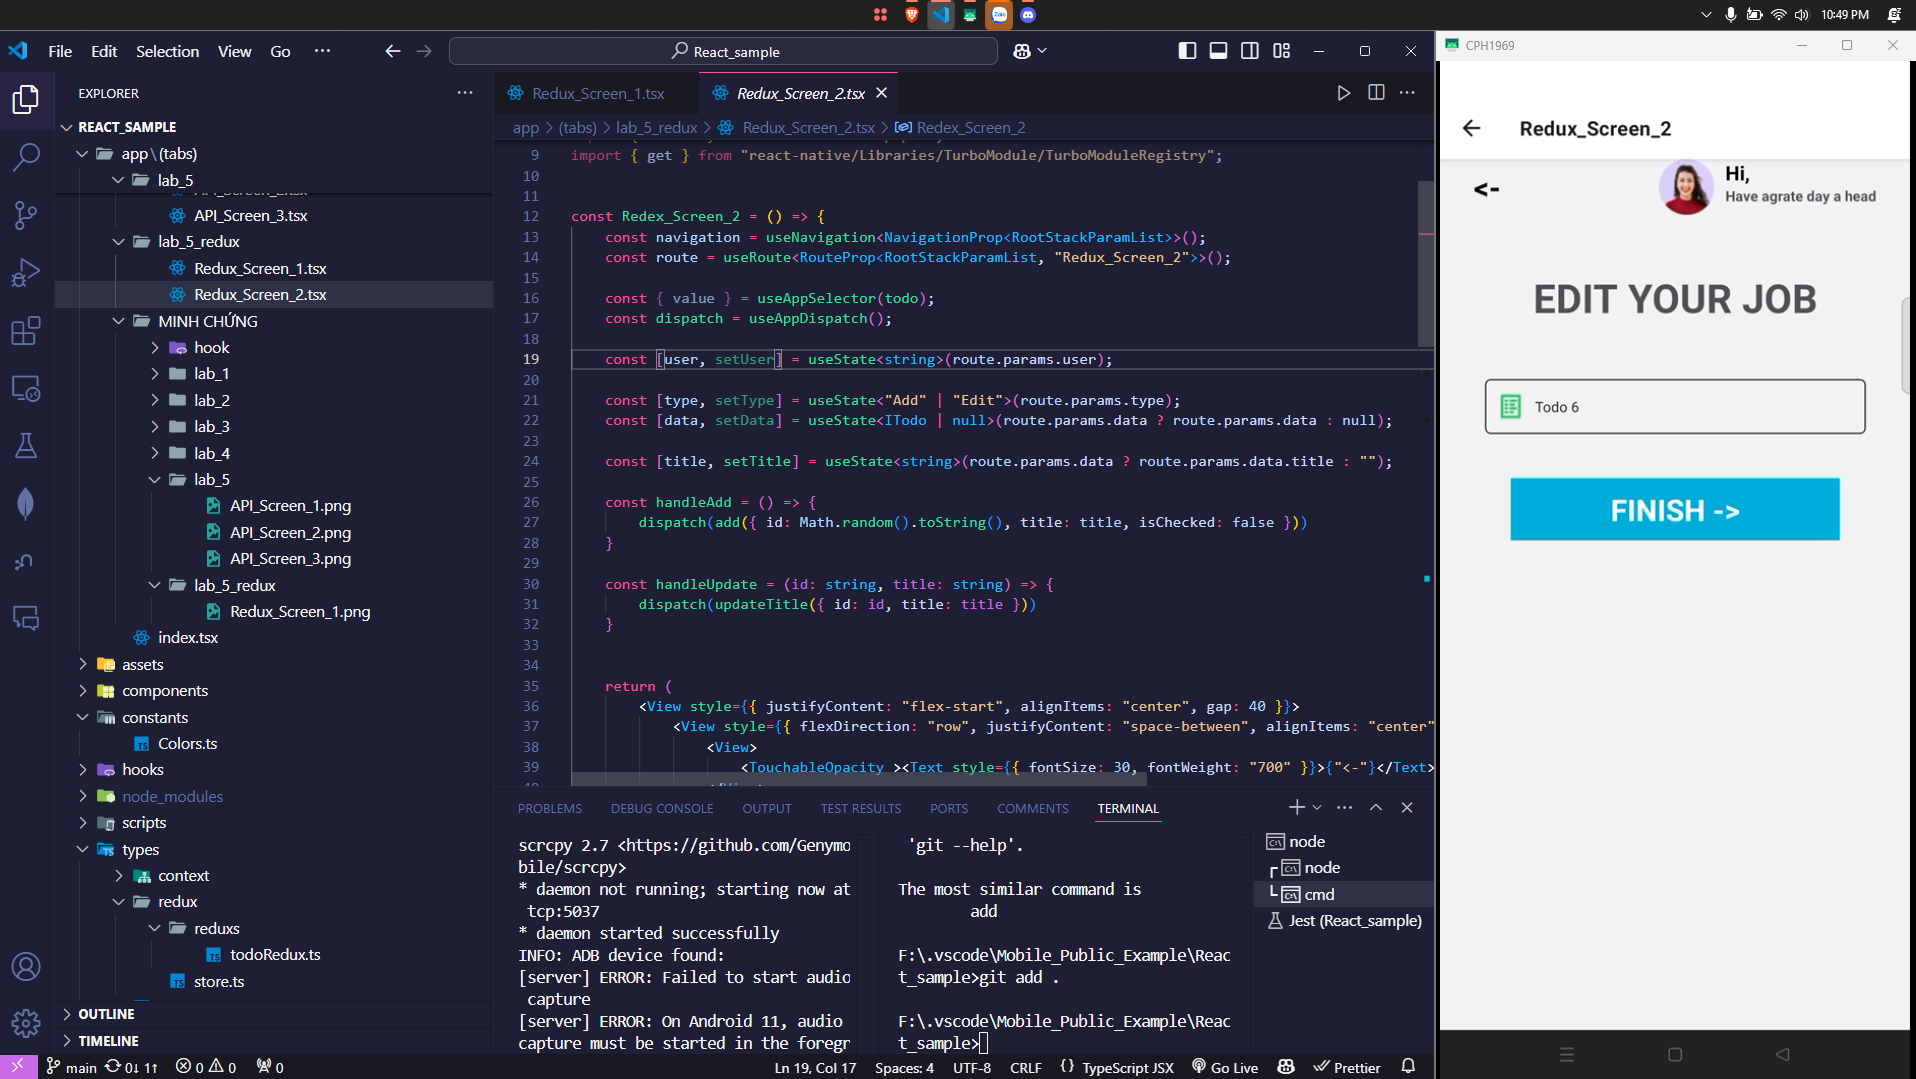 10:49 PM
File Edit Selection View Go ···
React_sample
CPH1969
EXPLORER
REACT_SAMPLE
app\(tabs)
lab_5
API_Screen_2.tsx
API_Screen_3.tsx
lab_5_redux
Redux_Screen_1.tsx
Redux_Screen_2.tsx
MINH CHỨNG
hook
lab_1
lab_2
lab_3
lab_4
lab_5
API_Screen_1.png
API_Screen_2.png
API_Screen_3.png
lab_5_redux
Redux_Screen_1.png
index.tsx
assets
components
constants
Colors.ts
hooks
node_modules
scripts
types
context
redux
reduxs
todoRedux.ts
store.ts
OUTLINE
TIMELINE
Redux_Screen_1.tsx Redux_Screen_2.tsx
app > (tabs) > lab_5_redux > Redux_Screen_2.tsx > Redex_Screen_2
9 import { get } from "react-native/Libraries/TurboModule/TurboModuleRegistry";
10
11
12 const Redex_Screen_2 = () => {
13 const navigation = useNavigation<NavigationProp<RootStackParamList>>();
14 const route = useRoute<RouteProp<RootStackParamList, "Redux_Screen_2">>();
15
16 const { value } = useAppSelector(todo);
17 const dispatch = useAppDispatch();
18
19 const [user, setUser] = useState<string>(route.params.user);
20
21 const [type, setType] = useState<"Add" | "Edit">(route.params.type);
22 const [data, setData] = useState<ITodo | null>(route.params.data ? route.params.data : null);
23
24 const [title, setTitle] = useState<string>(route.params.data ? route.params.data.title : "");
25
26 const handleAdd = () => {
27 dispatch(add({ id: Math.random().toString(), title: title, isChecked: false }))
28 }
29
30 const handleUpdate = (id: string, title: string) => {
31 dispatch(updateTitle({ id: id, title: title }))
32 }
33
34
35 return (
36 <View style={{ justifyContent: "flex-start", alignItems: "center", gap: 40 }}>
37 <View style={{ flexDirection: "row", justifyContent: "space-between", alignItems: "center"
38 <View>
39 <TouchableOpacity ><Text style={{ fontSize: 30, fontWeight: "700" }}>{"<-"}</Text>
PROBLEMS DEBUG CONSOLE OUTPUT TEST RESULTS PORTS COMMENTS TERMINAL
scrcpy 2.7 <https://github.com/Genymo
bile/scrcpy>
* daemon not running; starting now at
tcp:5037
* daemon started successfully
INFO: ADB device found:
[server] ERROR: Failed to start audio
capture
[server] ERROR: On Android 11, audio
capture must be started in the foregr
'git --help'.
The most similar command is
add
F:\.vscode\Mobile_Public_Example\Reac
t_sample>git add .
F:\.vscode\Mobile_Public_Example\Reac
t_sample>
node
node
cmd
Jest (React_sample)
main 0↓ 1↑ 0 0 0
Ln 19, Col 17 Spaces: 4 UTF-8 CRLF {} TypeScript JSX Go Live Prettier
Redux_Screen_2
<-
Hi,
Have agrate day a head
EDIT YOUR JOB
Todo 6
FINISH ->